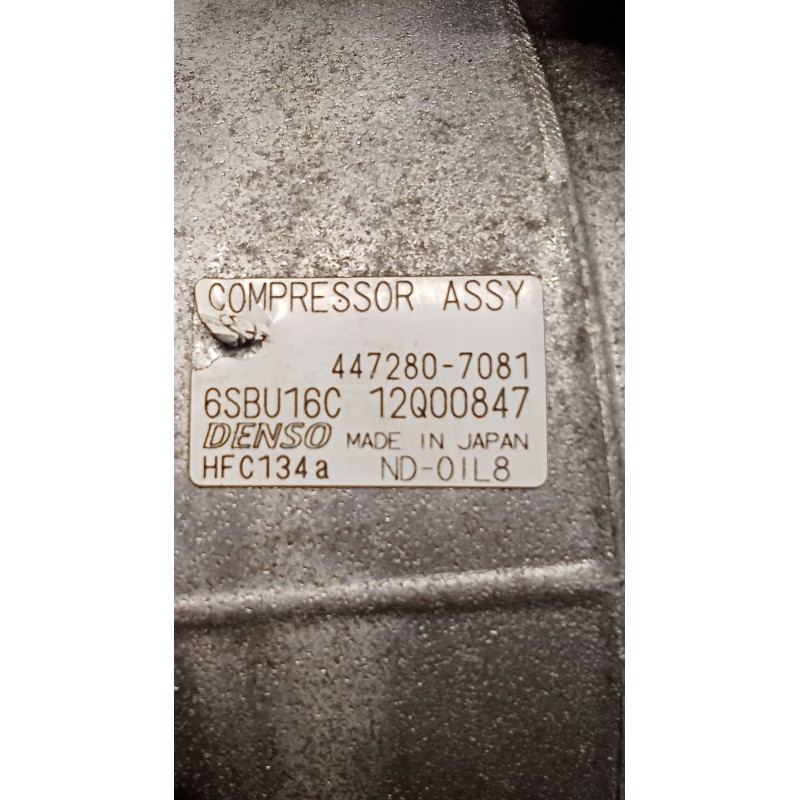 COMPRESSOR ASSY
447280-7081
6SBU16C 12Q00847
DENSO MADE IN JAPAN
HFC134a ND-OIL8